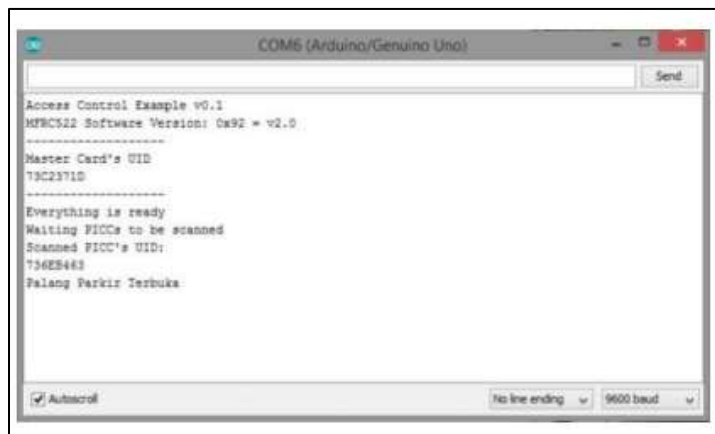 COM6 (Arduino/Genuino Uno)
Send
Access Control Example v0.1
MFRC522 Software Version: 0x92 = v2.0
-------------------
Master Card's UID
73C2371D
-------------------
Everything is ready
Waiting PICCs to be scanned
Scanned PICC's UID:
736EB463
Palang Parkir Terbuka
Autoscroll
No line ending
9600 baud